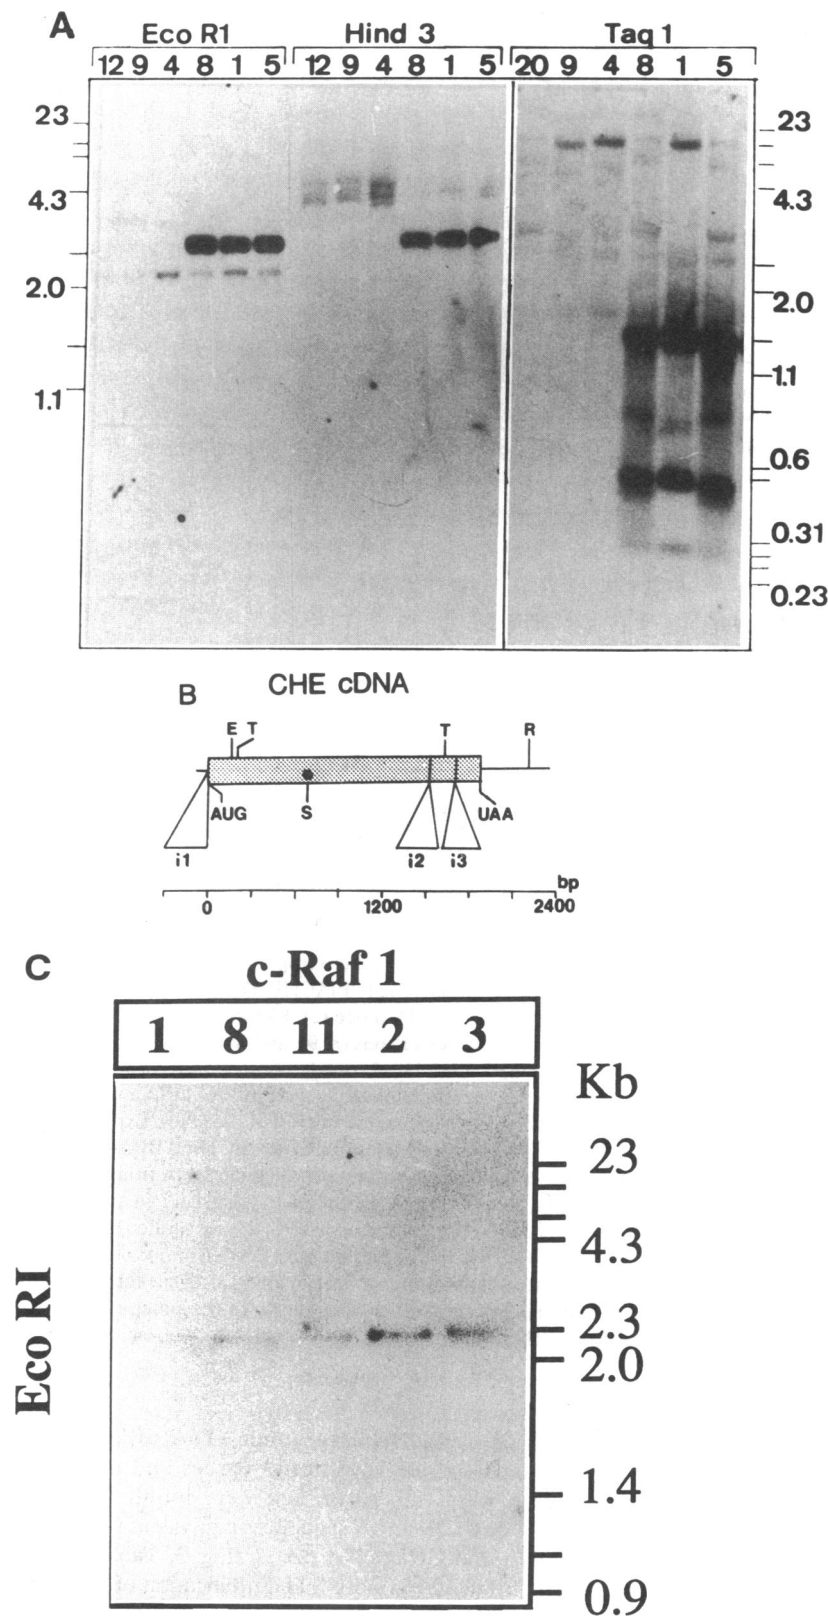 A
Eco R1 Hind 3 Taq 1
12 9 4 8 1 5 12 9 4 8 1 5 20 9 4 8 1 5
23 23
4.3 4.3
2.0 2.0
1.1 1.1
0.6
0.31
0.23
B CHE cDNA
E T T R
AUG S UAA
i1 i2 i3
bp
0 1200 2400
C c-Raf 1
1 8 11 2 3
Kb
23
4.3
Eco RI
2.3
2.0
1.4
0.9